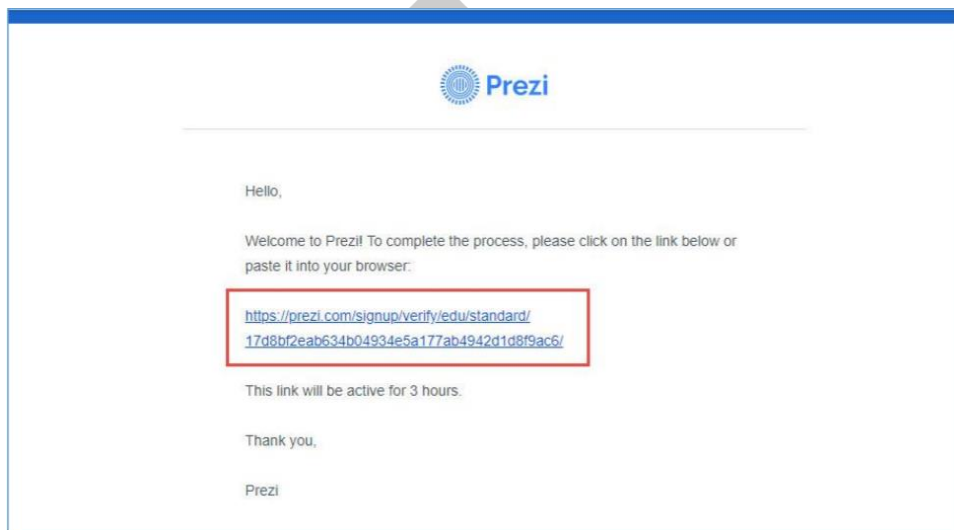 Prezi
Hello,
Welcome to Prezi! To complete the process, please click on the link below or
paste it into your browser:
https://prezi.com/signup/verify/edu/standard/
17d8bf2eab634b04934e5a177ab4942d1d8f9ac6/
This link will be active for 3 hours.
Thank you,
Prezi